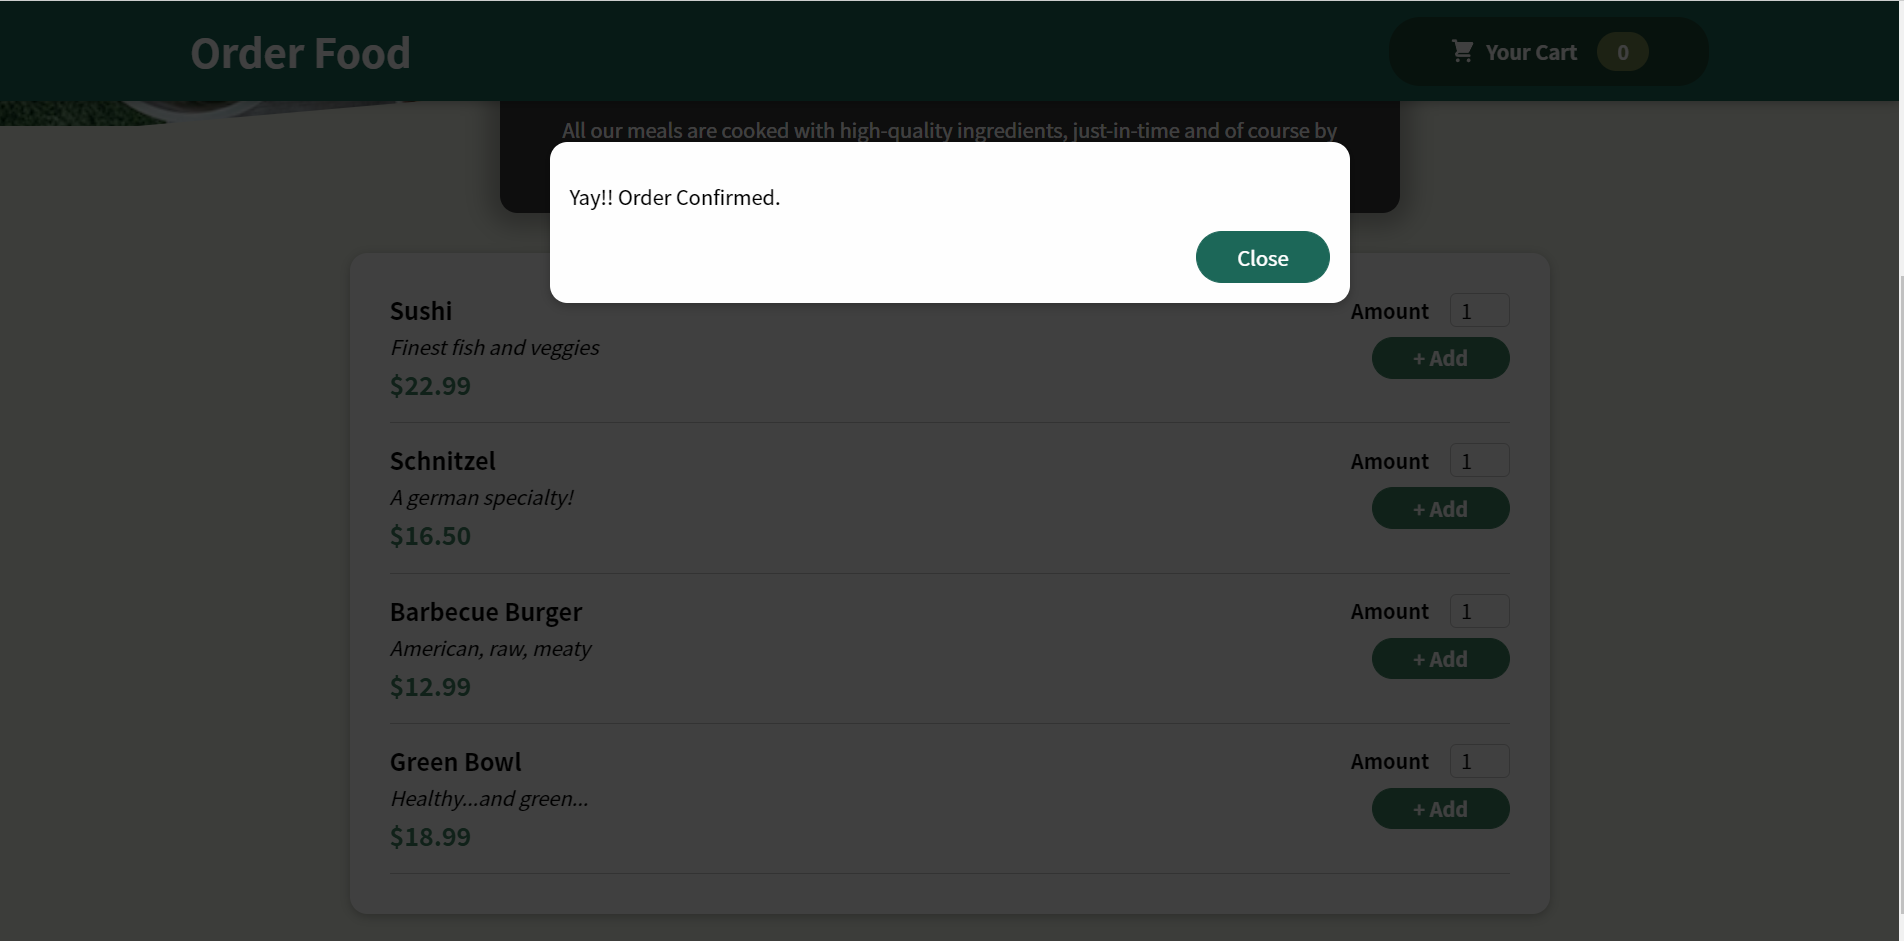 Order Food
Your Cart 0
All our meals are cooked with high-quality ingredients, just-in-time and of course by
Yay!! Order Confirmed.
Close
Sushi
Amount 1
Finest fish and veggies
+ Add
$22.99
Schnitzel
Amount 1
A german specialty!
+ Add
$16.50
Barbecue Burger
Amount 1
American, raw, meaty
+ Add
$12.99
Green Bowl
Amount 1
Healthy...and green...
+ Add
$18.99